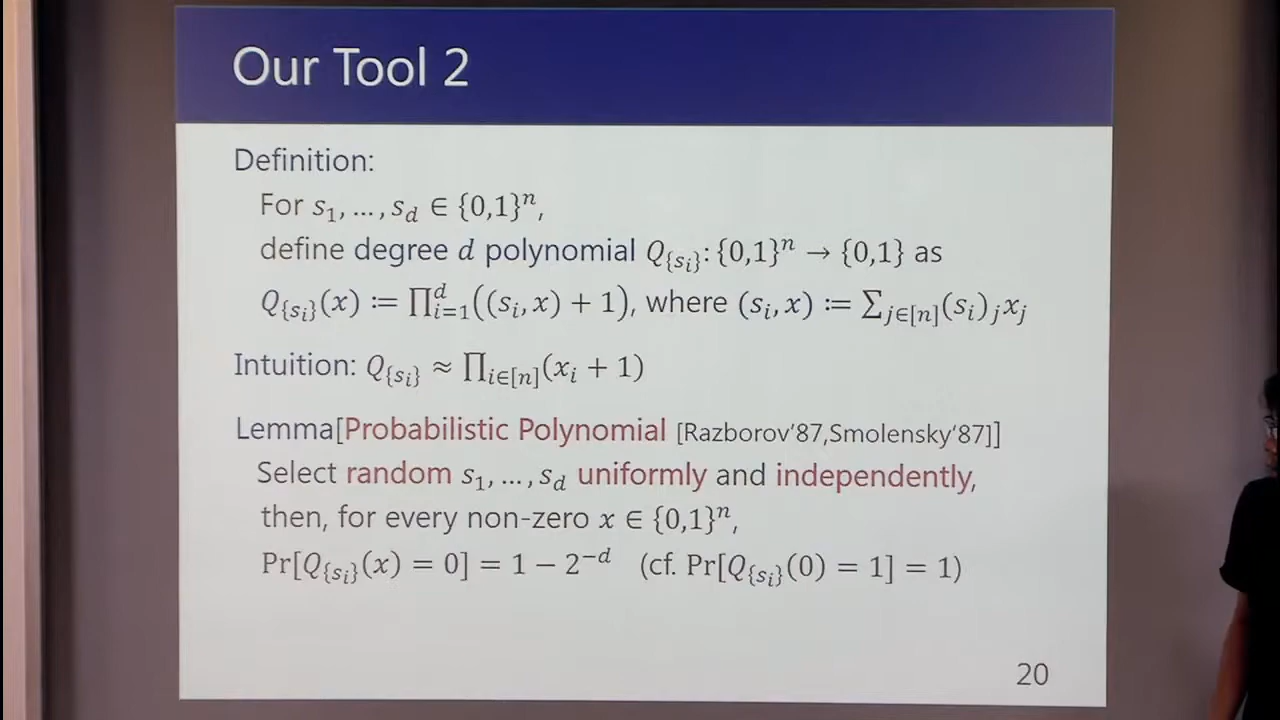 Our Tool 2
Definition:
For s₁, …, s_d ∈ {0,1}ⁿ,
define degree d polynomial Q_{s_i}: {0,1}ⁿ → {0,1} as
Q_{s_i}(x) ≔ ∏ᵈᵢ₌₁((s_i, x) + 1), where (s_i, x) ≔ ∑_{j∈[n]}(s_i)_j x_j
Intuition: Q_{s_i} ≈ ∏_{i∈[n]}(x_i + 1)
Lemma[Probabilistic Polynomial [Razborov'87,Smolensky'87]]
Select random s₁, …, s_d uniformly and independently,
then, for every non-zero x ∈ {0,1}ⁿ,
Pr[Q_{s_i}(x) = 0] = 1 − 2^{−d} (cf. Pr[Q_{s_i}(0) = 1] = 1)
20